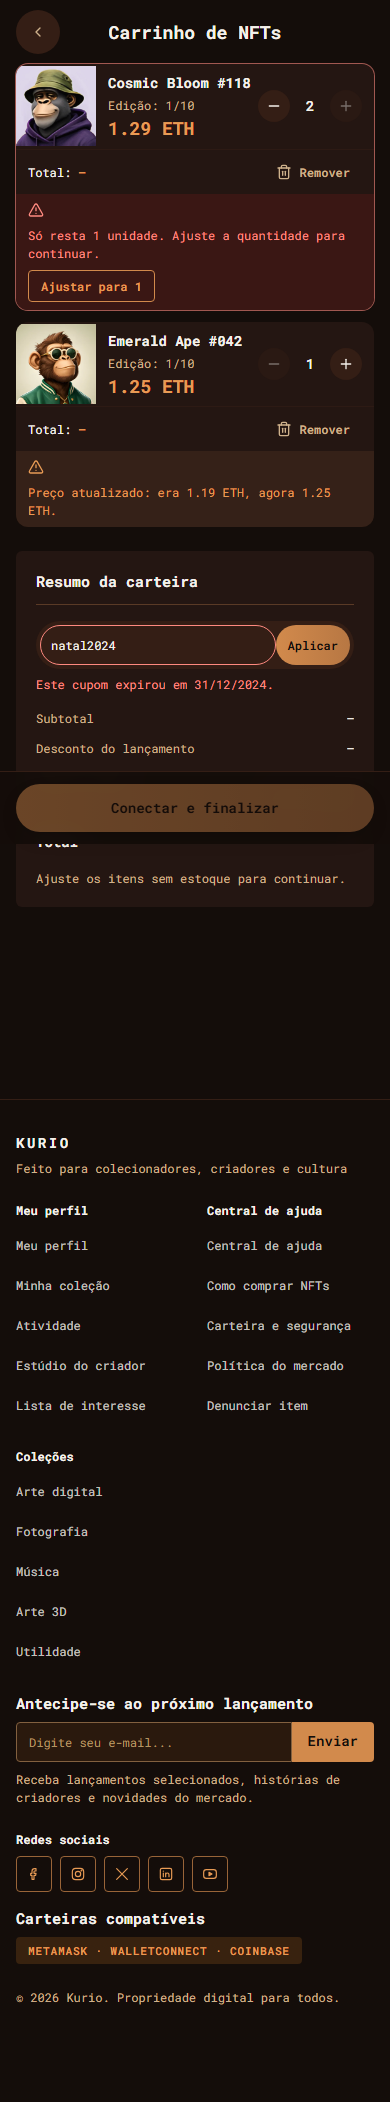 Carrinho de NFTs
Cosmic Bloom #118
Edição: 1/10
1.29 ETH
2
Total: –
Remover
Só resta 1 unidade. Ajuste a quantidade para
continuar.
Ajustar para 1
Emerald Ape #042
Edição: 1/10
1.25 ETH
1
Total: –
Remover
Preço atualizado: era 1.19 ETH, agora 1.25
ETH.
Resumo da carteira
natal2024
Aplicar
Este cupom expirou em 31/12/2024.
Subtotal –
Desconto do lançamento –
Conectar e finalizar
Total
Ajuste os itens sem estoque para continuar.
KURIO
Feito para colecionadores, criadores e cultura
Meu perfil
Meu perfil
Minha coleção
Atividade
Estúdio do criador
Lista de interesse
Central de ajuda
Central de ajuda
Como comprar NFTs
Carteira e segurança
Política do mercado
Denunciar item
Coleções
Arte digital
Fotografia
Música
Arte 3D
Utilidade
Antecipe-se ao próximo lançamento
Digite seu e-mail...
Enviar
Receba lançamentos selecionados, histórias de
criadores e novidades do mercado.
Redes sociais
Carteiras compatíveis
METAMASK · WALLETCONNECT · COINBASE
© 2026 Kurio. Propriedade digital para todos.